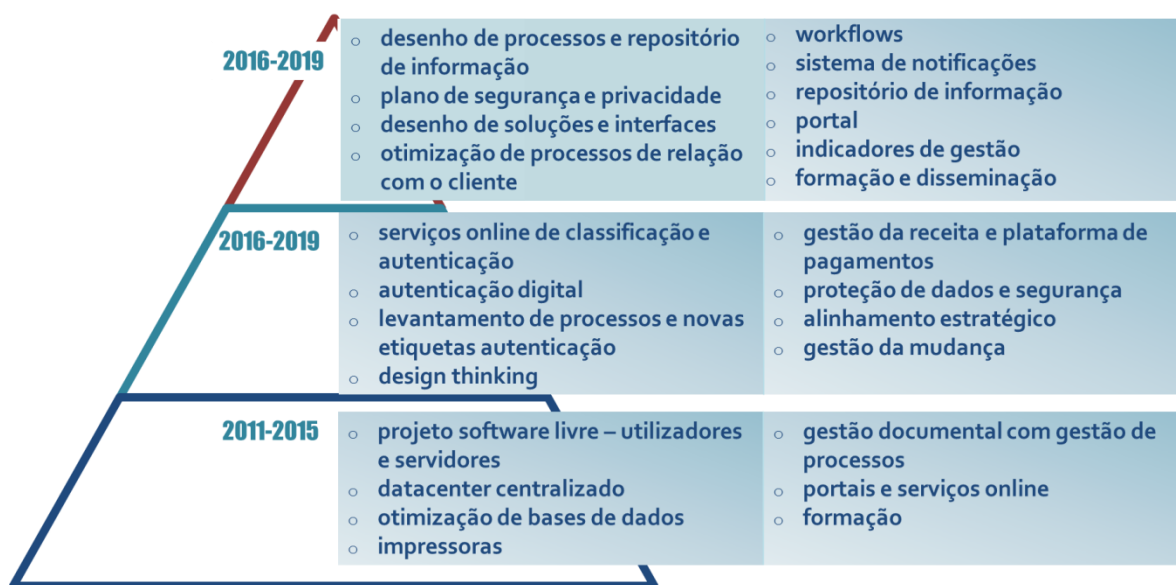 2016-2019
o desenho de processos e repositório
de informação
o plano de segurança e privacidade
o desenho de soluções e interfaces
o otimização de processos de relação
com o cliente
o workflows
o sistema de notificações
o repositório de informação
o portal
o indicadores de gestão
o formação e disseminação
2016-2019
o serviços online de classificação e
autenticação
o autenticação digital
o levantamento de processos e novas
etiquetas autenticação
o design thinking
o gestão da receita e plataforma de
pagamentos
o proteção de dados e segurança
o alinhamento estratégico
o gestão da mudança
2011-2015
o projeto software livre – utilizadores
e servidores
o datacenter centralizado
o otimização de bases de dados
o impressoras
o gestão documental com gestão de
processos
o portais e serviços online
o formação